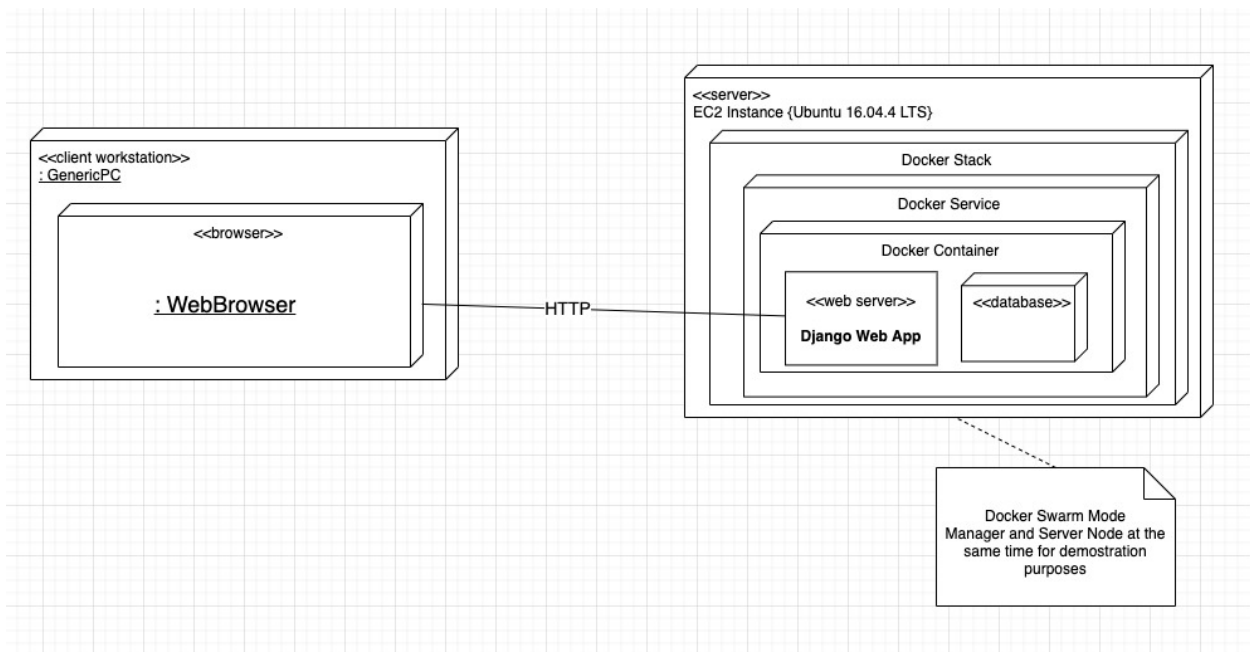 <<client workstation>>
: GenericPC
<<browser>>
: WebBrowser
HTTP
<<server>>
EC2 Instance {Ubuntu 16.04.4 LTS}
Docker Stack
Docker Service
Docker Container
<<web server>>
Django Web App
<<database>>
Docker Swarm Mode
Manager and Server Node at the
same time for demostration
purposes